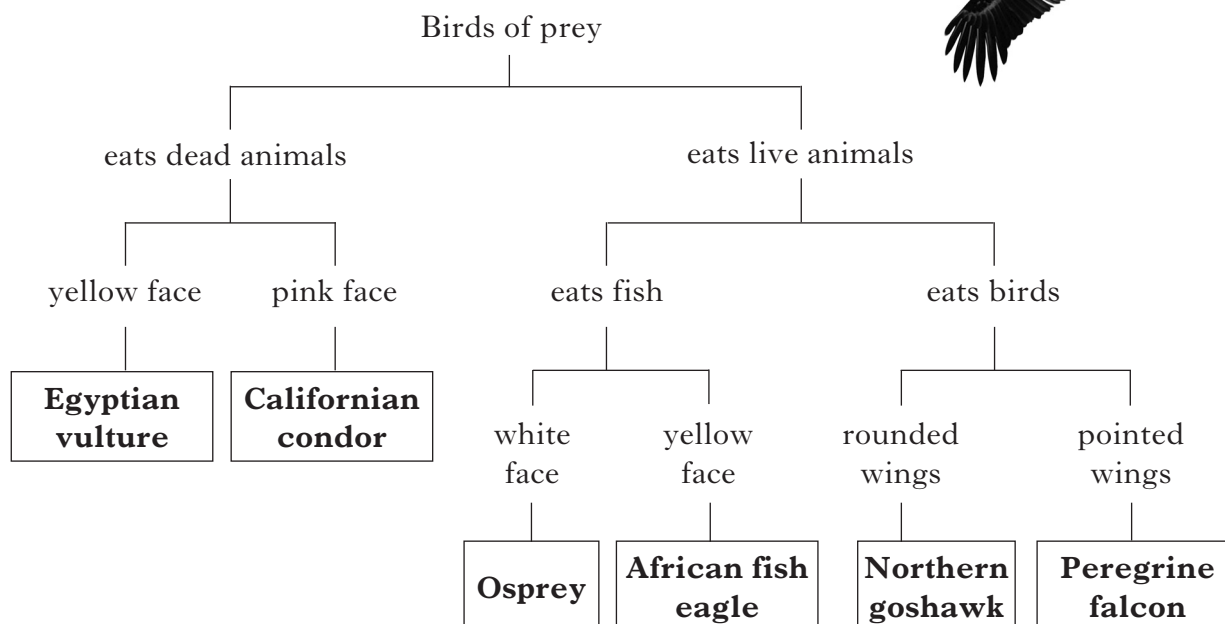 Birds of prey
eats dead animals
eats live animals
yellow face
pink face
eats fish
eats birds
Egyptian
vulture
Californian
condor
white
face
yellow
face
rounded
wings
pointed
wings
Osprey
African fish
eagle
Northern
goshawk
Peregrine
falcon